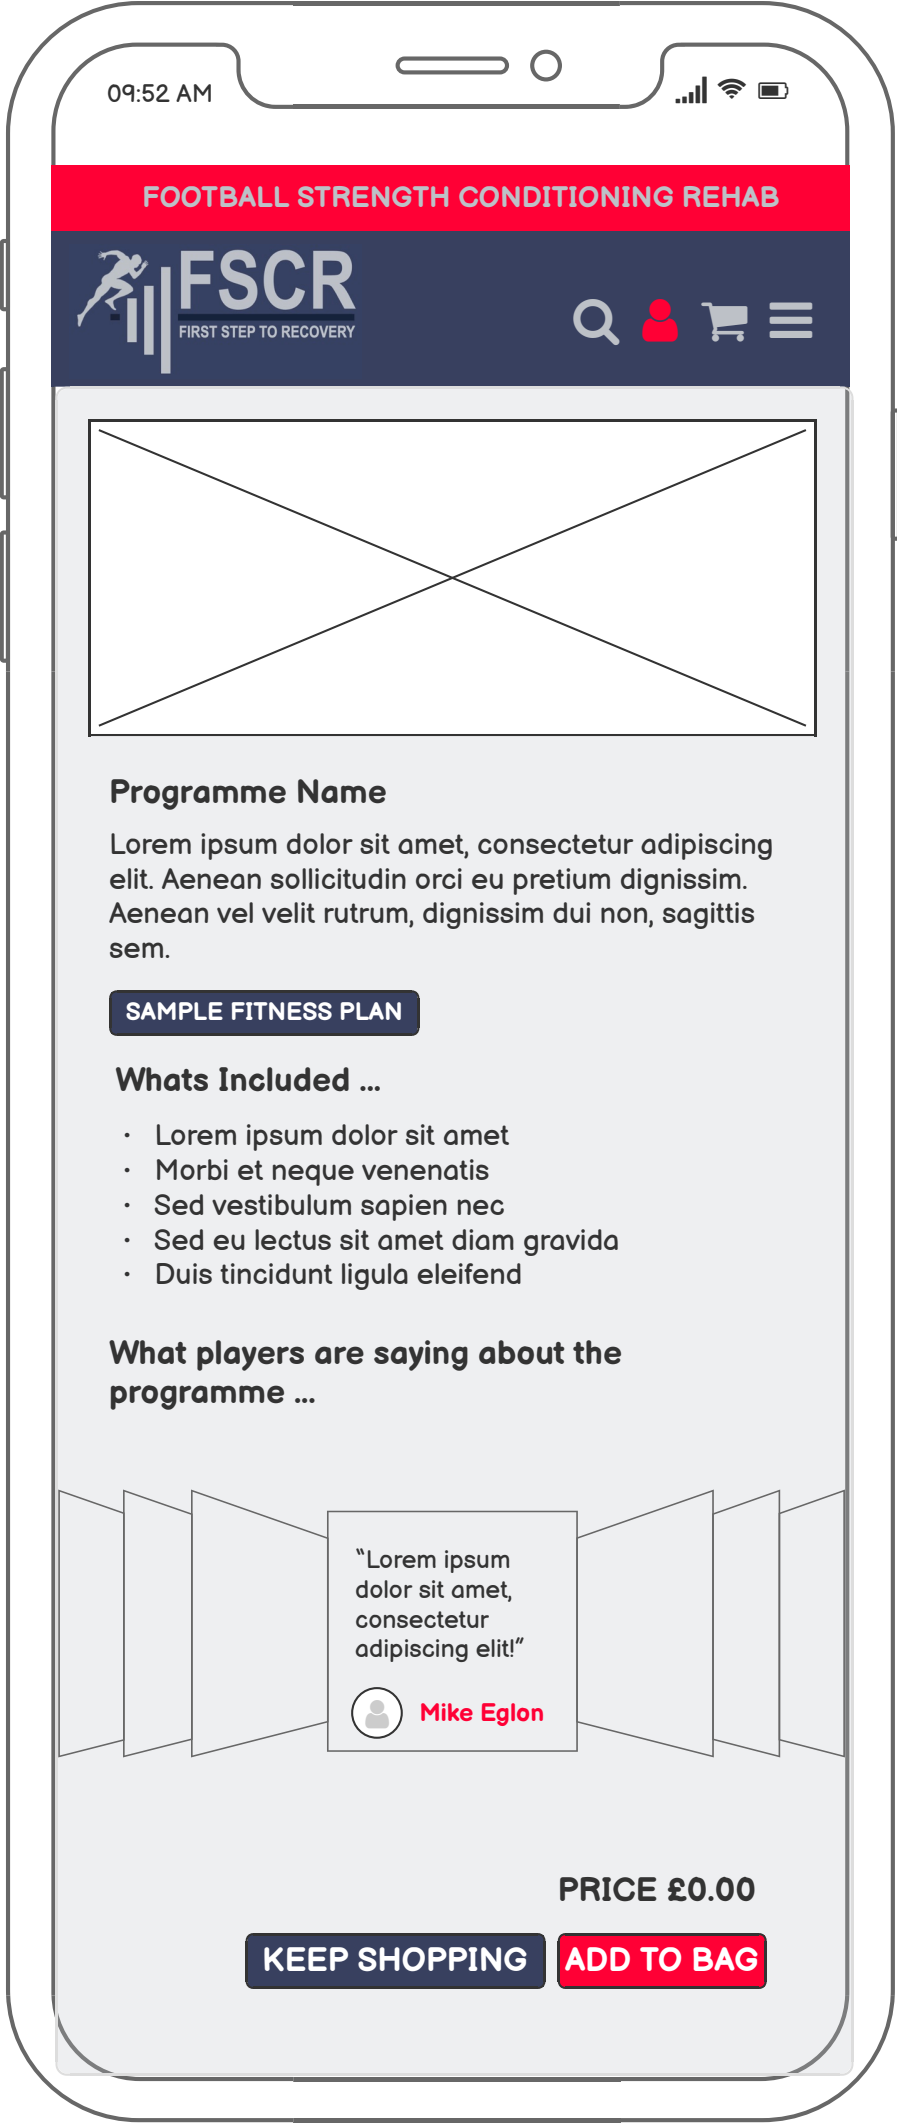 09:52 AM
FOOTBALL STRENGTH CONDITIONING REHAB
FSCR
FIRST STEP TO RECOVERY
Programme Name
Lorem ipsum dolor sit amet, consectetur adipiscing
elit. Aenean sollicitudin orci eu pretium dignissim.
Aenean vel velit rutrum, dignissim dui non, sagittis
sem.
SAMPLE FITNESS PLAN
Whats Included ...
• Lorem ipsum dolor sit amet
• Morbi et neque venenatis
• Sed vestibulum sapien nec
• Sed eu lectus sit amet diam gravida
• Duis tincidunt ligula eleifend
What players are saying about the
programme ...
“Lorem ipsum
dolor sit amet,
consectetur
adipiscing elit!”
Mike Eglon
PRICE £0.00
KEEP SHOPPING
ADD TO BAG